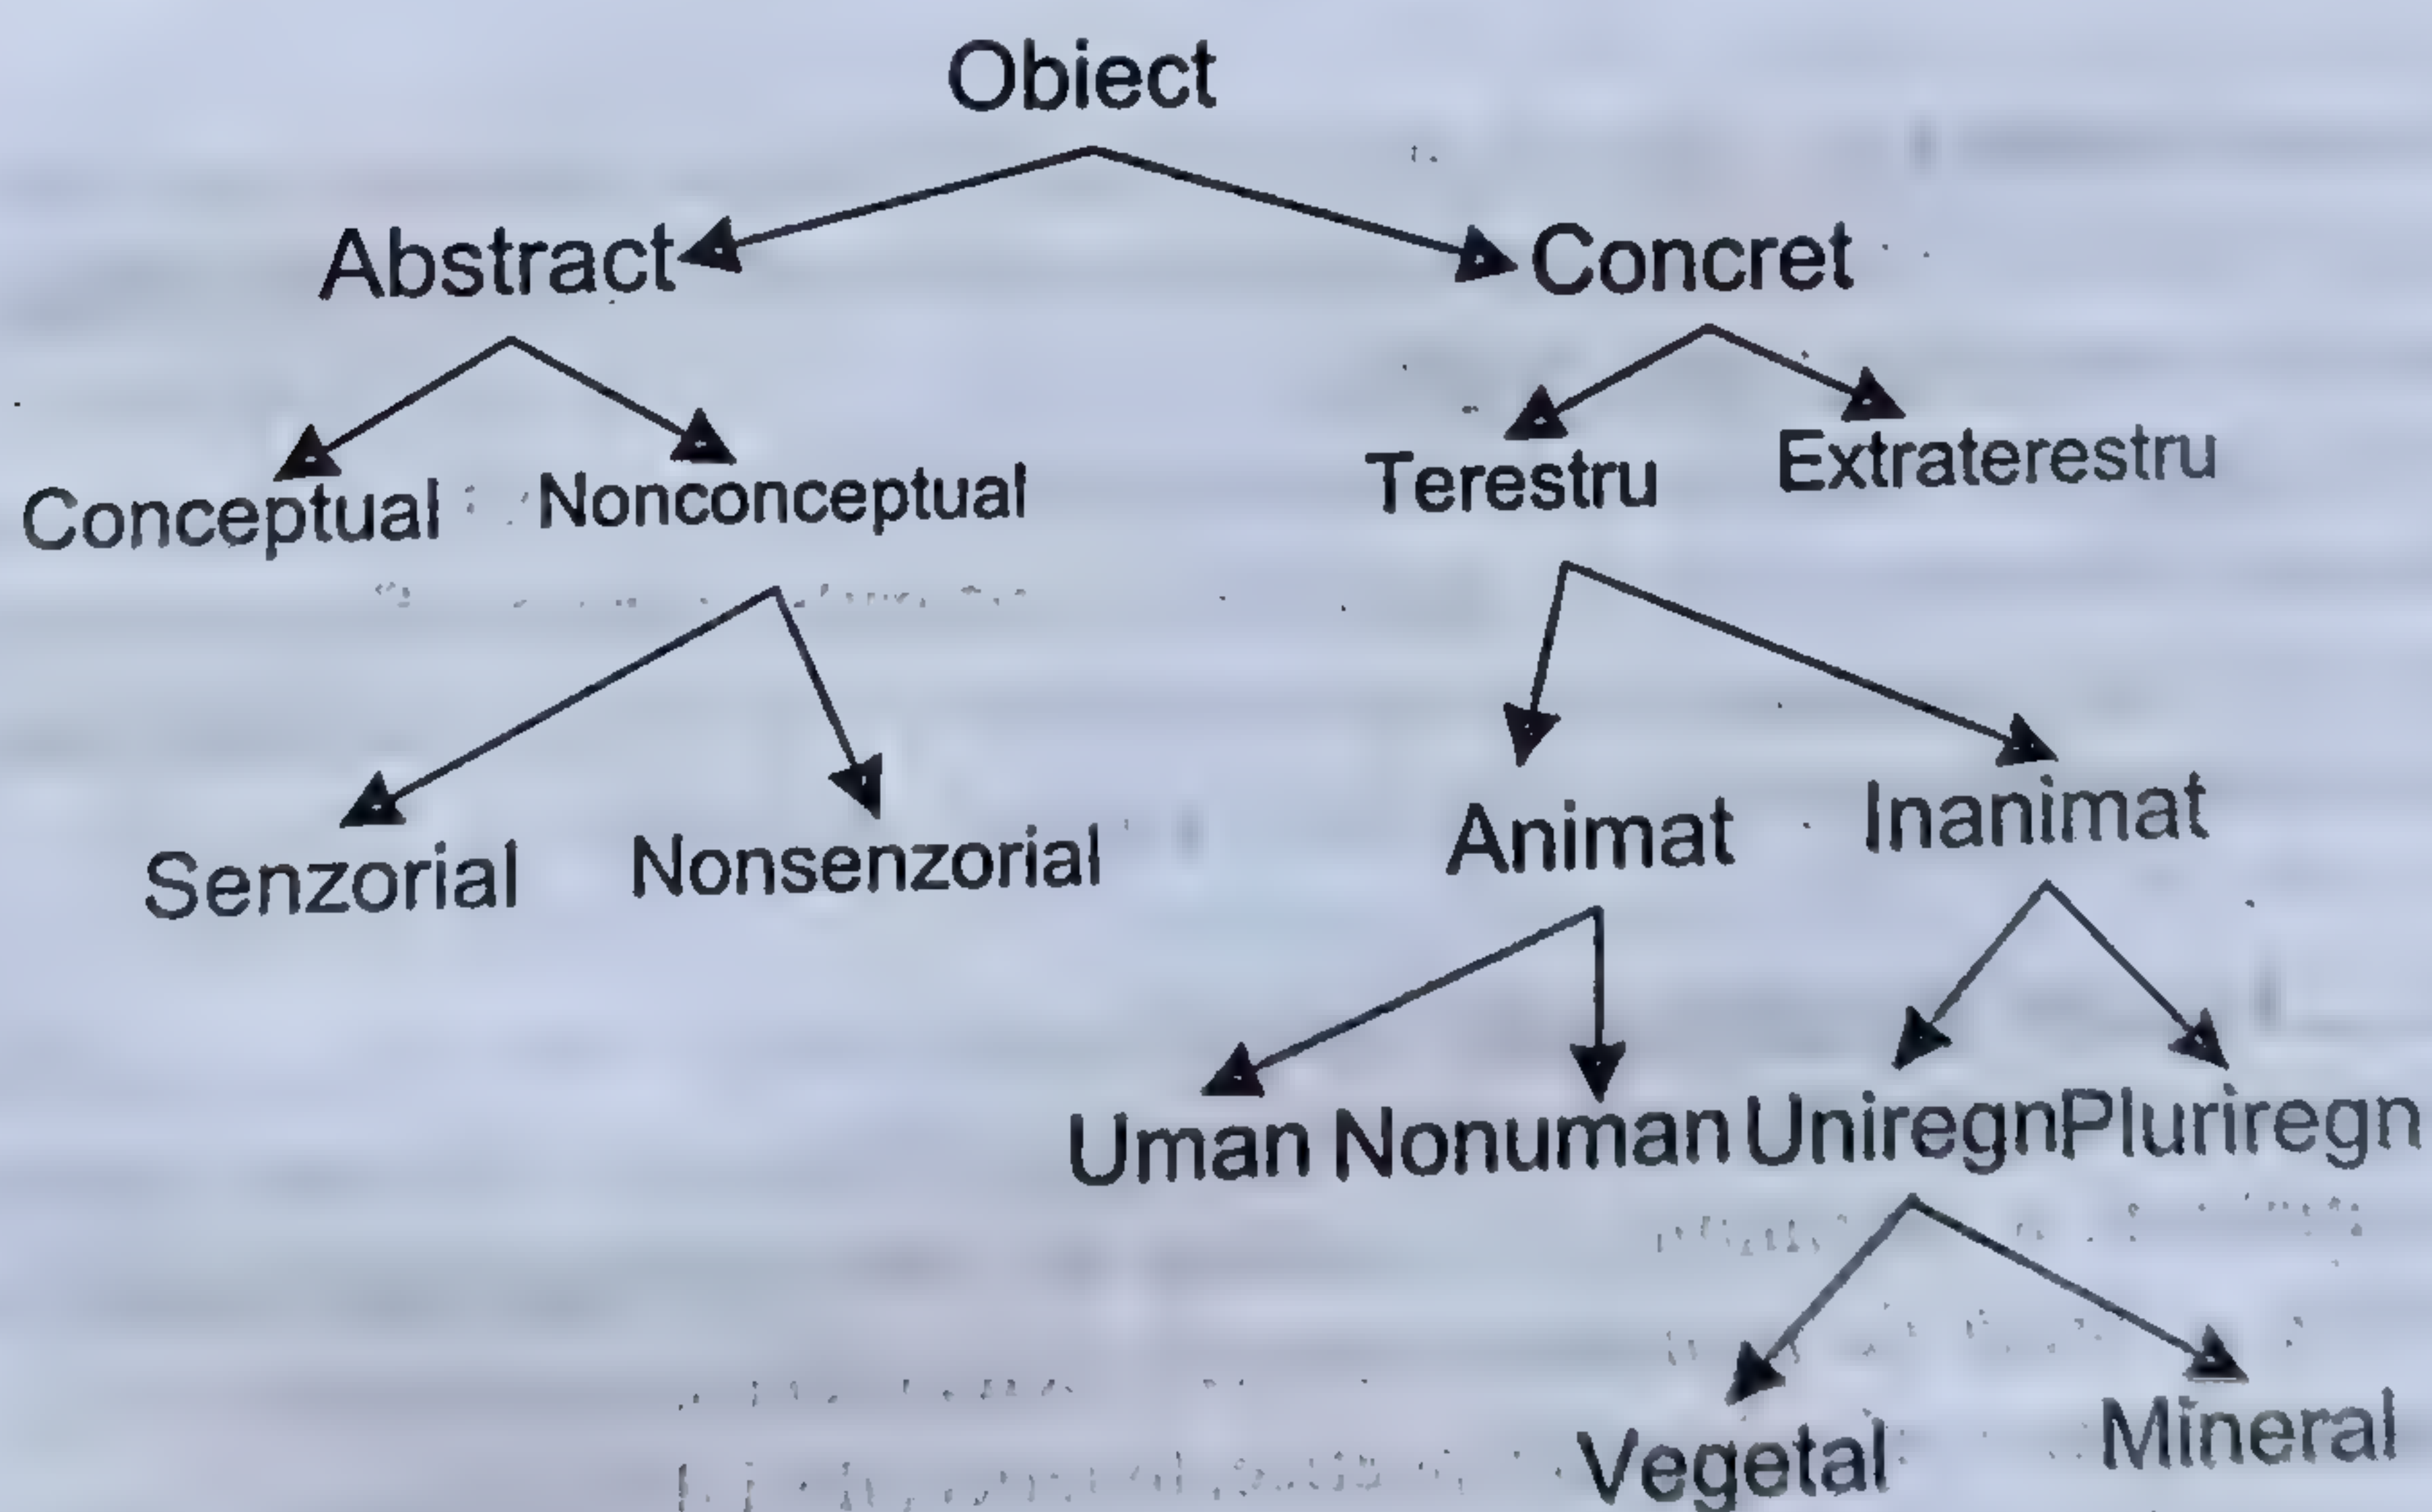 Obiect
Abstract Concret
Conceptual Nonconceptual Terestru Extraterestru
Senzorial Nonsenzorial Animat Inanimat
Uman Nonuman Uniregn Pluriregn
Vegetal Mineral